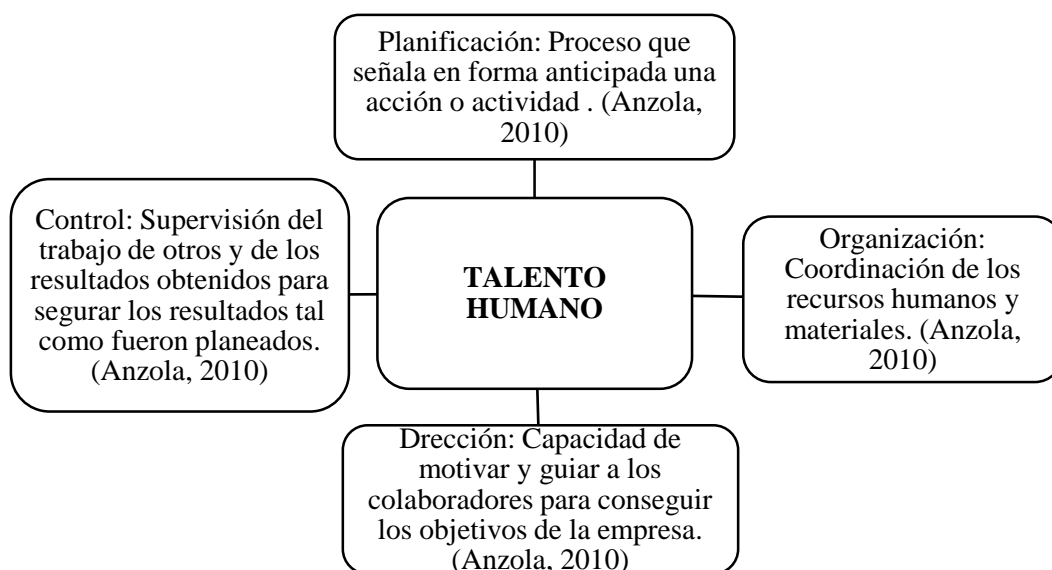 Planificación: Proceso que
señala en forma anticipada una
acción o actividad . (Anzola,
2010)
Control: Supervisión del
trabajo de otros y de los
resultados obtenidos para
segurar los resultados tal
como fueron planeados.
(Anzola, 2010)
TALENTO
HUMANO
Organización:
Coordinación de los
recursos humanos y
materiales. (Anzola,
2010)
Drección: Capacidad de
motivar y guiar a los
colaboradores para conseguir
los objetivos de la empresa.
(Anzola, 2010)